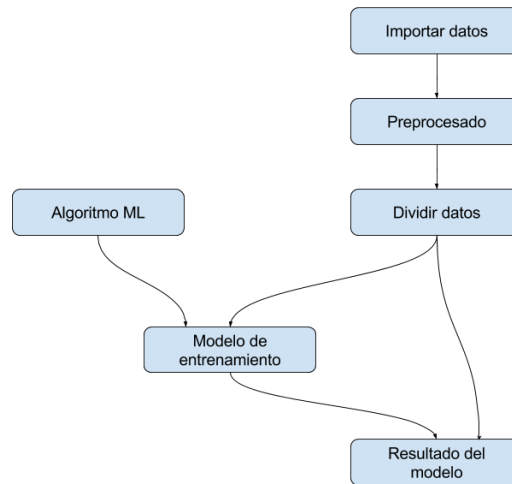 Importar datos
Preprocesado
Algoritmo ML
Dividir datos
Modelo de
entrenamiento
Resultado del
modelo